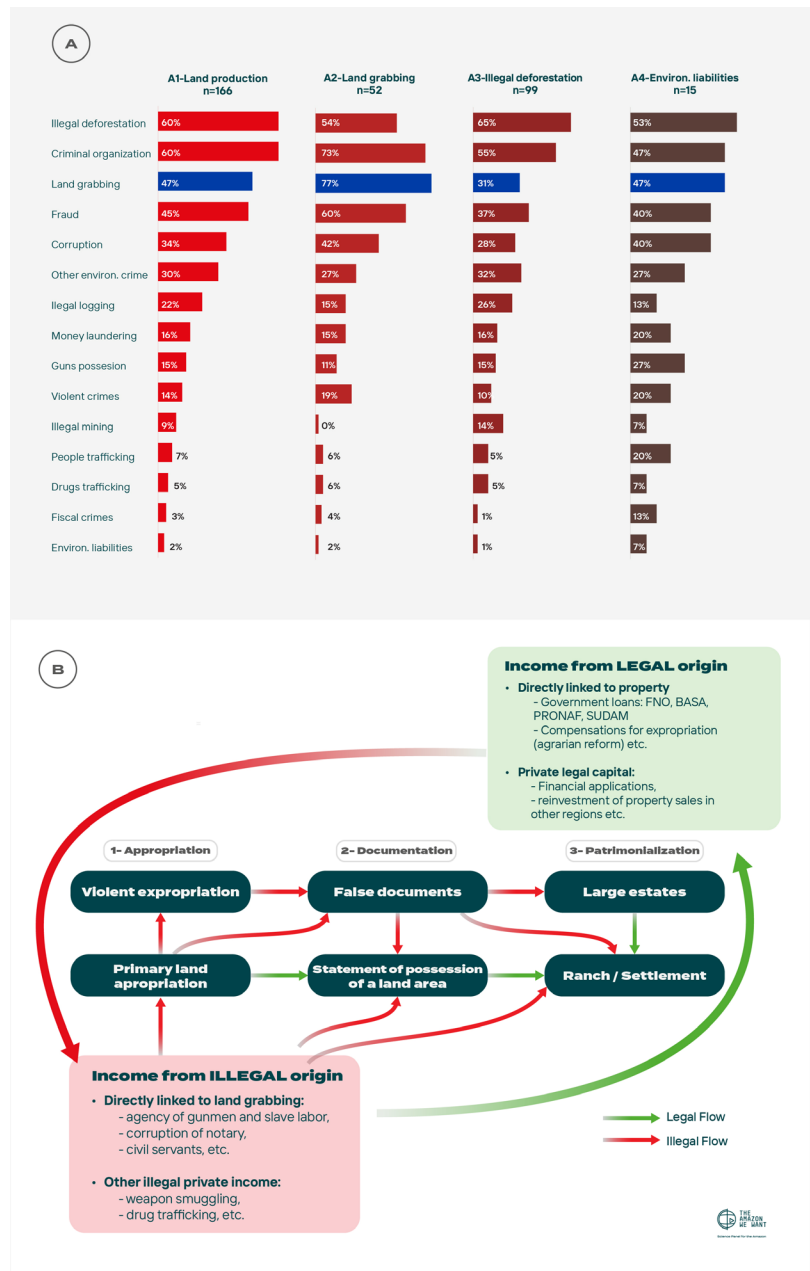 A
A1-Land production
n=166
A2-Land grabbing
n=52
A3-Illegal deforestation
n=99
A4-Environ. liabilities
n=15
Illegal deforestation 60% 54% 65% 53%
Criminal organization 60% 73% 55% 47%
Land grabbing 47% 77% 31% 47%
Fraud 45% 60% 37% 40%
Corruption 34% 42% 28% 40%
Other environ. crime 30% 27% 32% 27%
Ilegal logging 22% 15% 26% 13%
Money laundering 16% 15% 16% 20%
Guns possesion 15% 11% 15% 27%
Violent crimes 14% 19% 10% 20%
Illegal mining 9% 0% 14% 7%
People trafficking 7% 6% 5% 20%
Drugs trafficking 5% 6% 5% 7%
Fiscal crimes 3% 4% 1% 13%
Environ. liabilities 2% 2% 1% 7%
B
Income from LEGAL origin
• Directly linked to property
- Government loans: FNO, BASA,
PRONAF, SUDAM
- Compensations for expropriation
(agrarian reform) etc.
• Private legal capital:
- Financial applications,
- reinvestment of property sales in
other regions etc.
1- Appropriation
2- Documentation
3- Patrimonialization
Violent expropriation
False documents
Large estates
Primary land
apropriation
Statement of possession
of a land area
Ranch / Settlement
Income from ILLEGAL origin
• Directly linked to land grabbing:
- agency of gunmen and slave labor,
- corruption of notary,
- civil servants, etc.
• Other illegal private income:
- weapon smuggling,
- drug trafficking, etc.
Legal Flow
Illegal Flow
THE
AMAZON
WE WANT
Science Panel for the Amazon